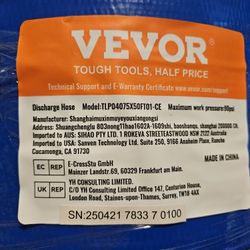 VEVOR
TOUGH TOOLS, HALF PRICE
Technical Support and E-Warranty Certificate
www.vevor.com/support
Discharge Hose Model:TLPD4075X50FT01-CE Maximum work pressure:90psi
Manufacturer: Shanghaimuxinmuyeyouxiangongsi
Address: Shuangchenglu 803nong11hao1602A-1609shi, baoshanqu, shanghai 200000 CN.
Imported to AUS: SIHAO PTY LTD. 1 ROKEVA STREETEASTWOOD NSW 2122 Australia
Imported to USA: Sanven Technology Ltd. Suite 250, 9166 Anaheim Place, Rancho
Cucamonga, CA 91730
EC REP E-CrossStu GmbH
Mainzer Landstr.69, 60329 Frankfurt am Main.
UK REP YH CONSULTING LIMITED.
C/O YH Consulting Limited Office 147, Centurion House,
London Road, Staines-upon-Thames, Surrey, TW18 4AX
MADE IN CHINA
SN:250421 7833 7 0100